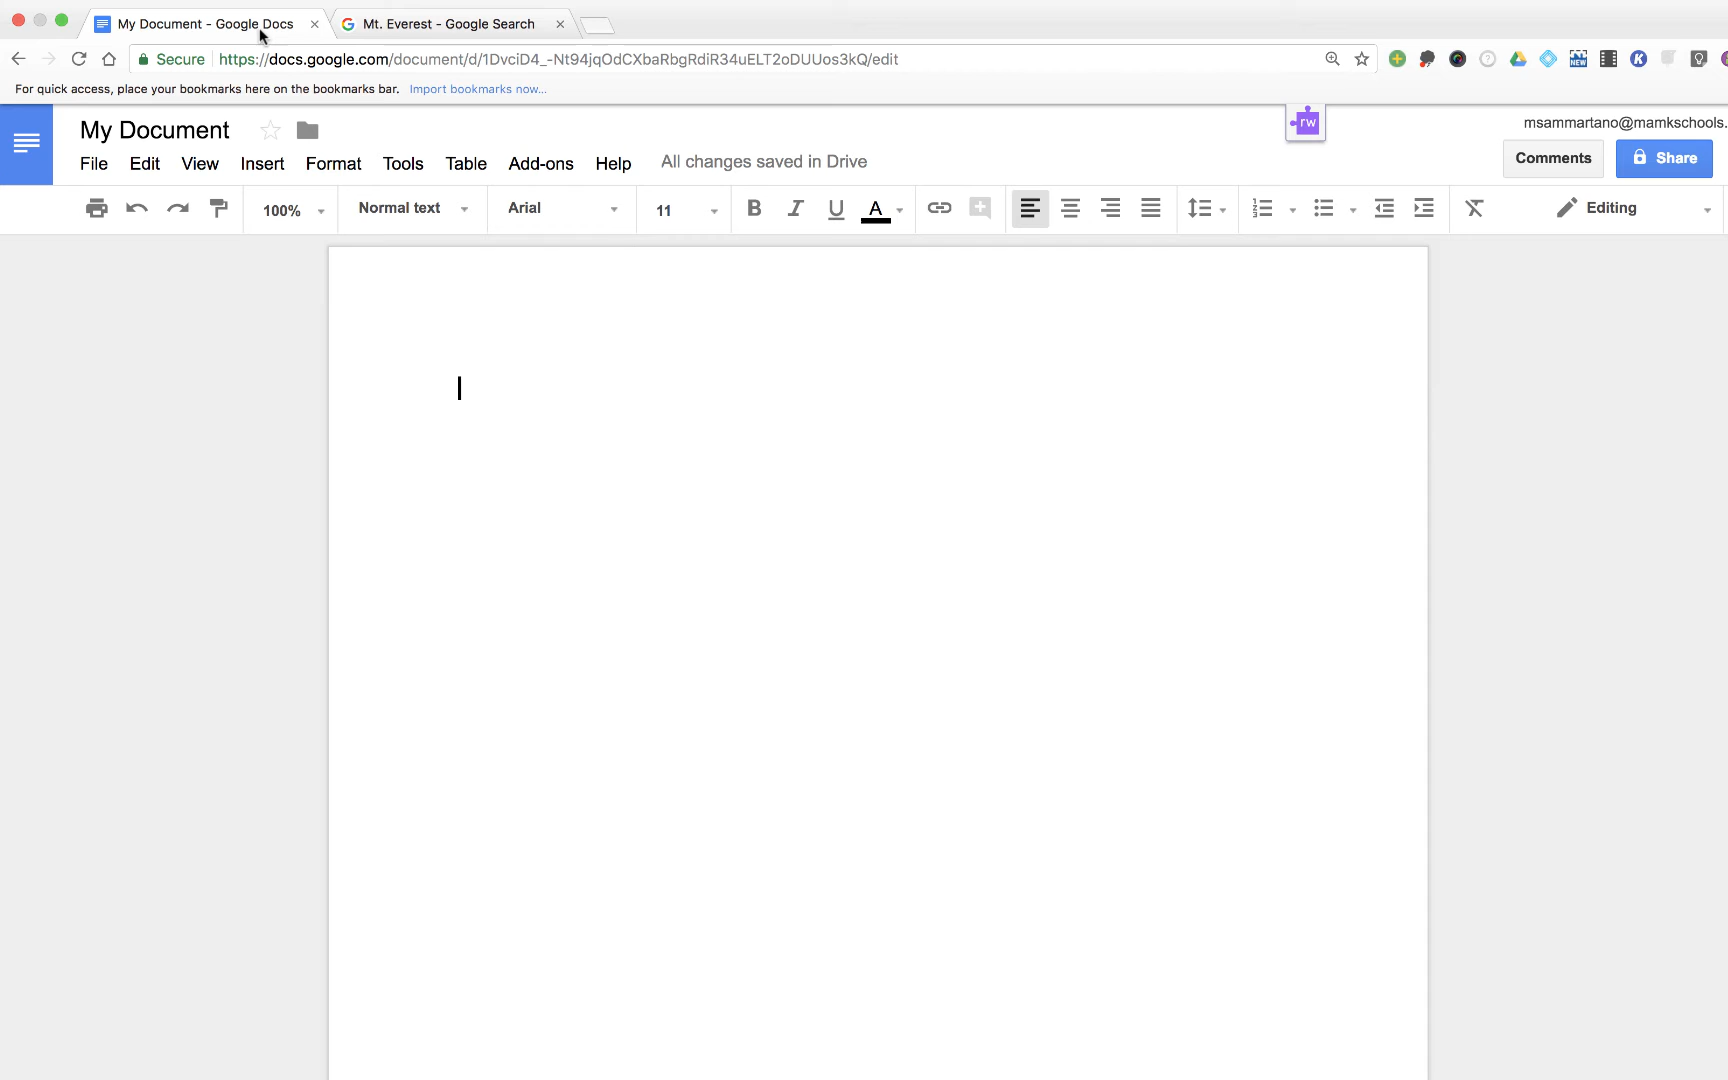 My Document - Google Docs
Mt. Everest - Google Search
Secure https://docs.google.com/document/d/1DvciD4_-Nt94jqOdCXbaRbgRdiR34uELT2oDUUos3kQ/edit
NEW
K
For quick access, place your bookmarks here on the bookmarks bar. Import bookmarks now...
My Document
rw
msammartano@mamkschools.
File Edit View Insert Format Tools Table Add-ons Help All changes saved in Drive
Comments
Share
100% Normal text Arial 11 B I U A Editing